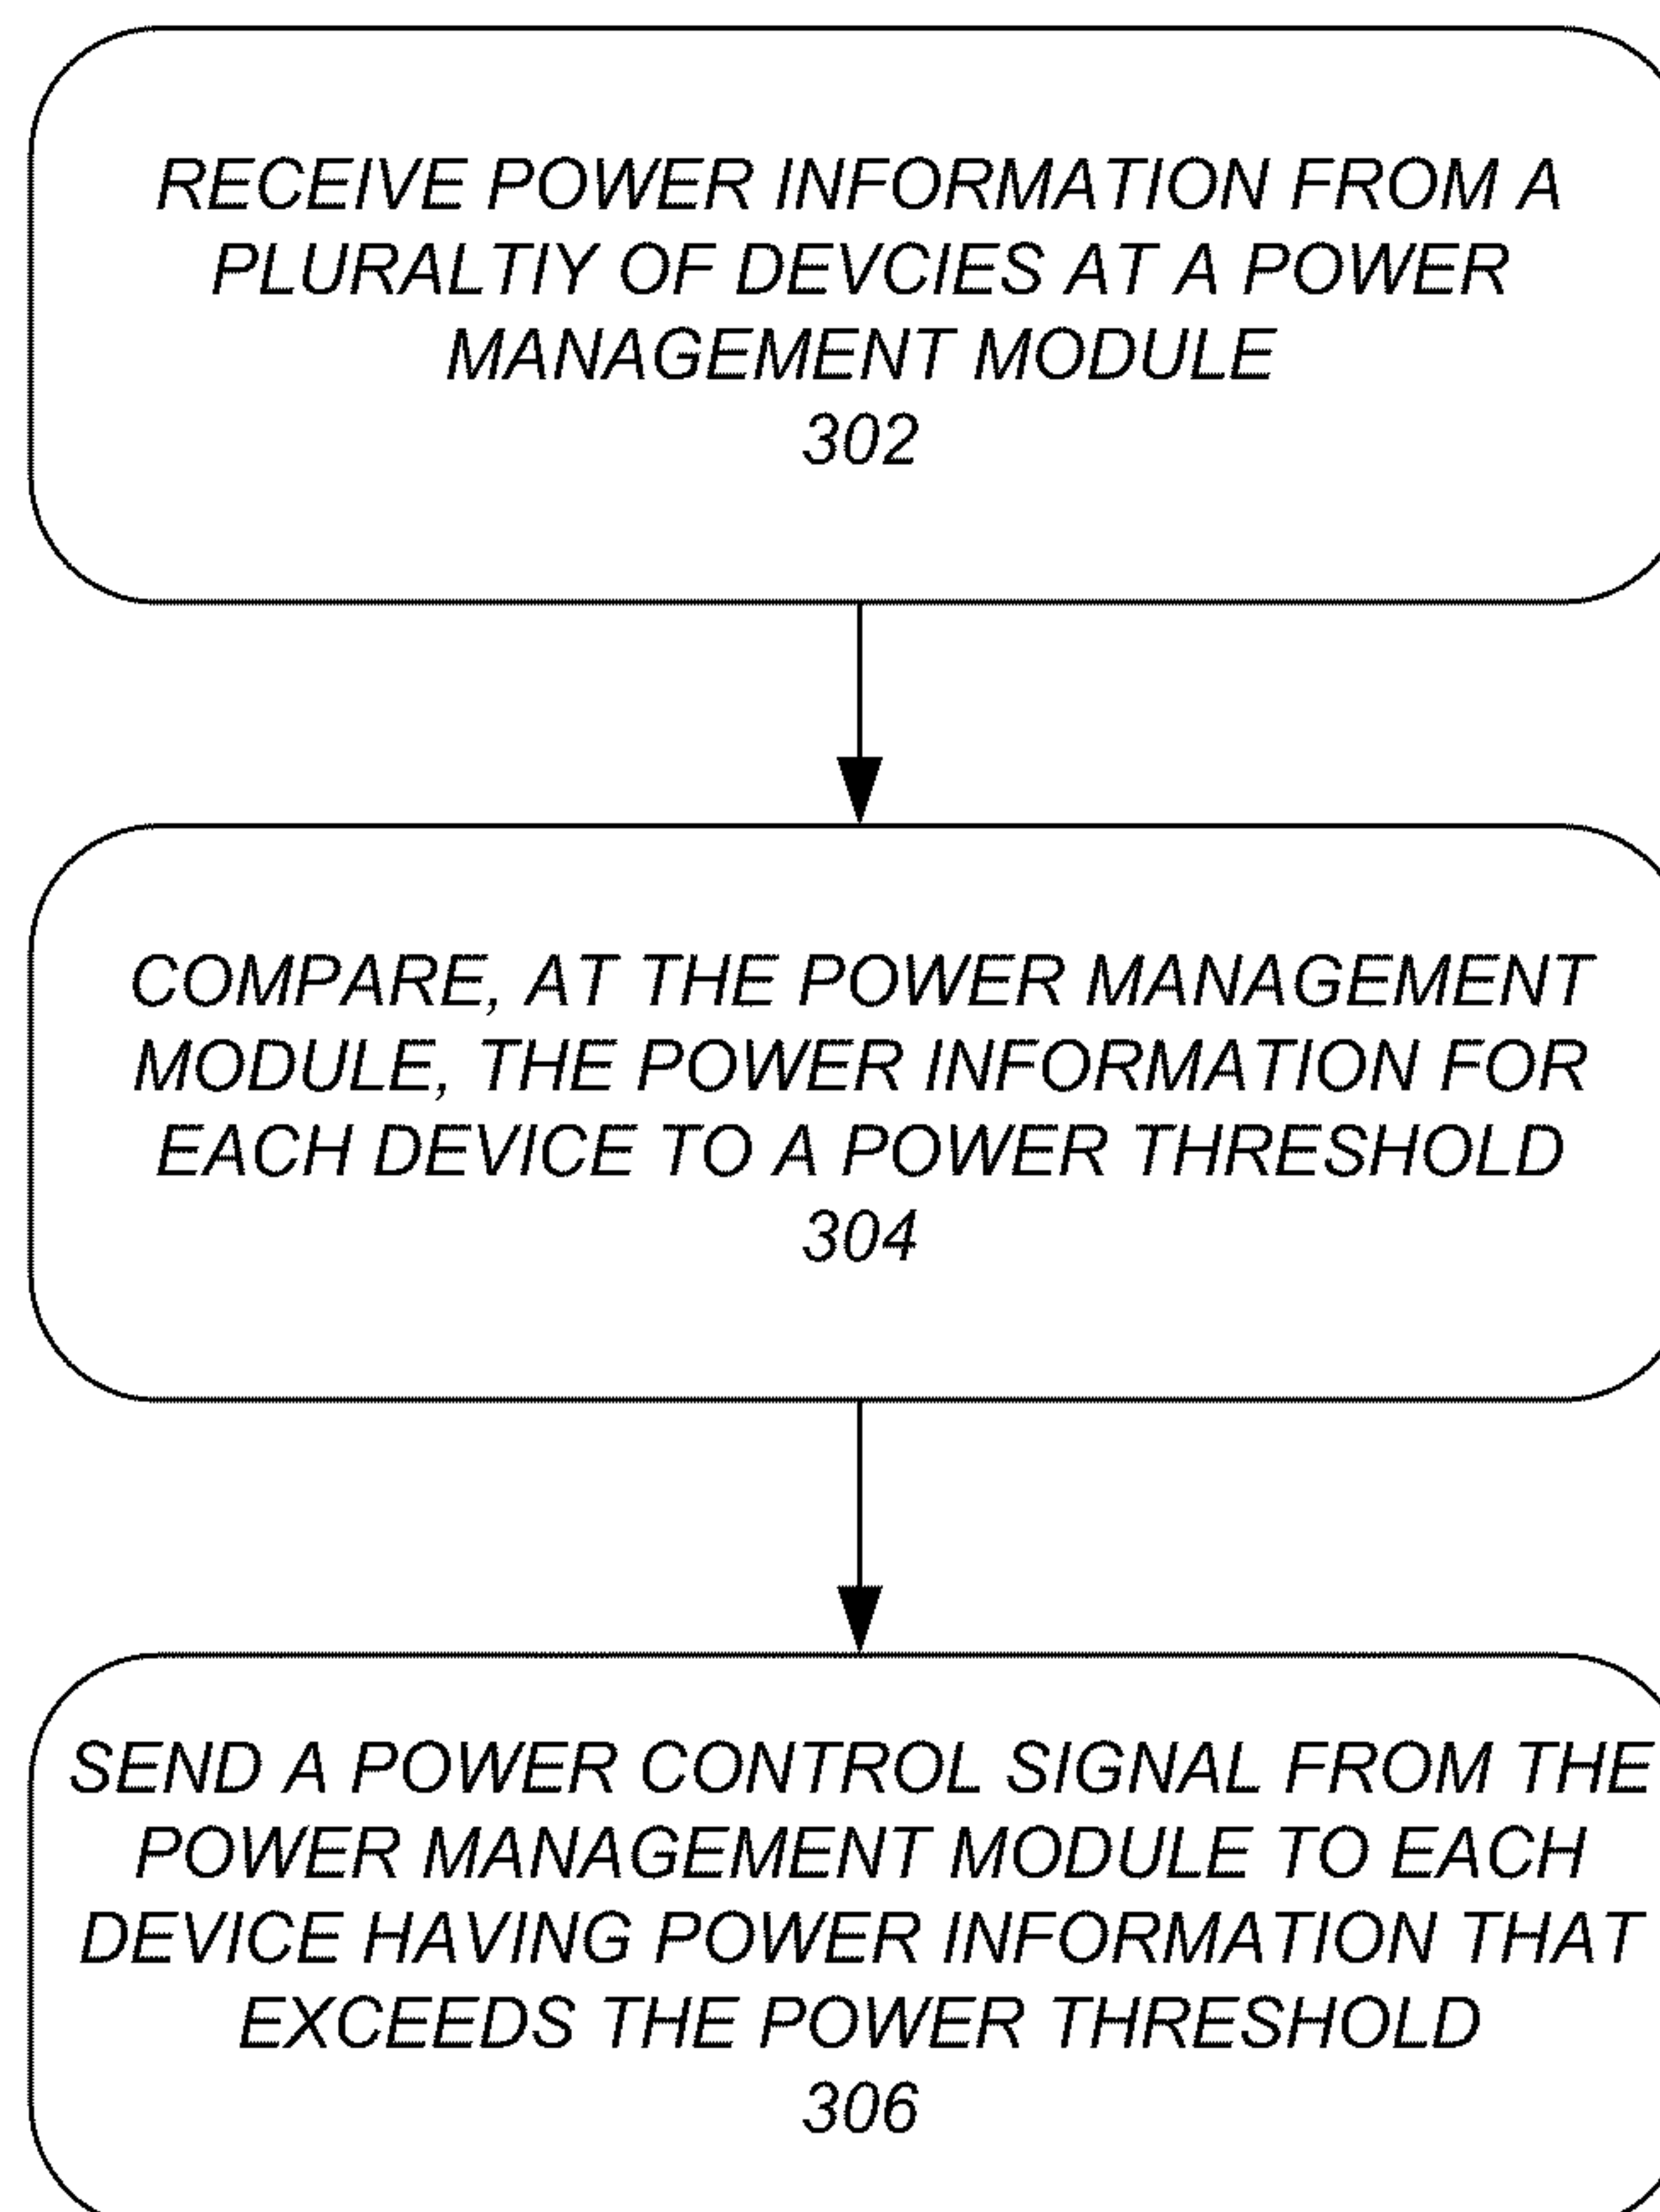 RECEIVE POWER INFORMATION FROM A
PLURALTIY OF DEVCIES AT A POWER
MANAGEMENT MODULE
302
COMPARE, AT THE POWER MANAGEMENT
MODULE, THE POWER INFORMATION FOR
EACH DEVICE TO A POWER THRESHOLD
304
SEND A POWER CONTROL SIGNAL FROM THE
POWER MANAGEMENT MODULE TO EACH
DEVICE HAVING POWER INFORMATION THAT
EXCEEDS THE POWER THRESHOLD
306